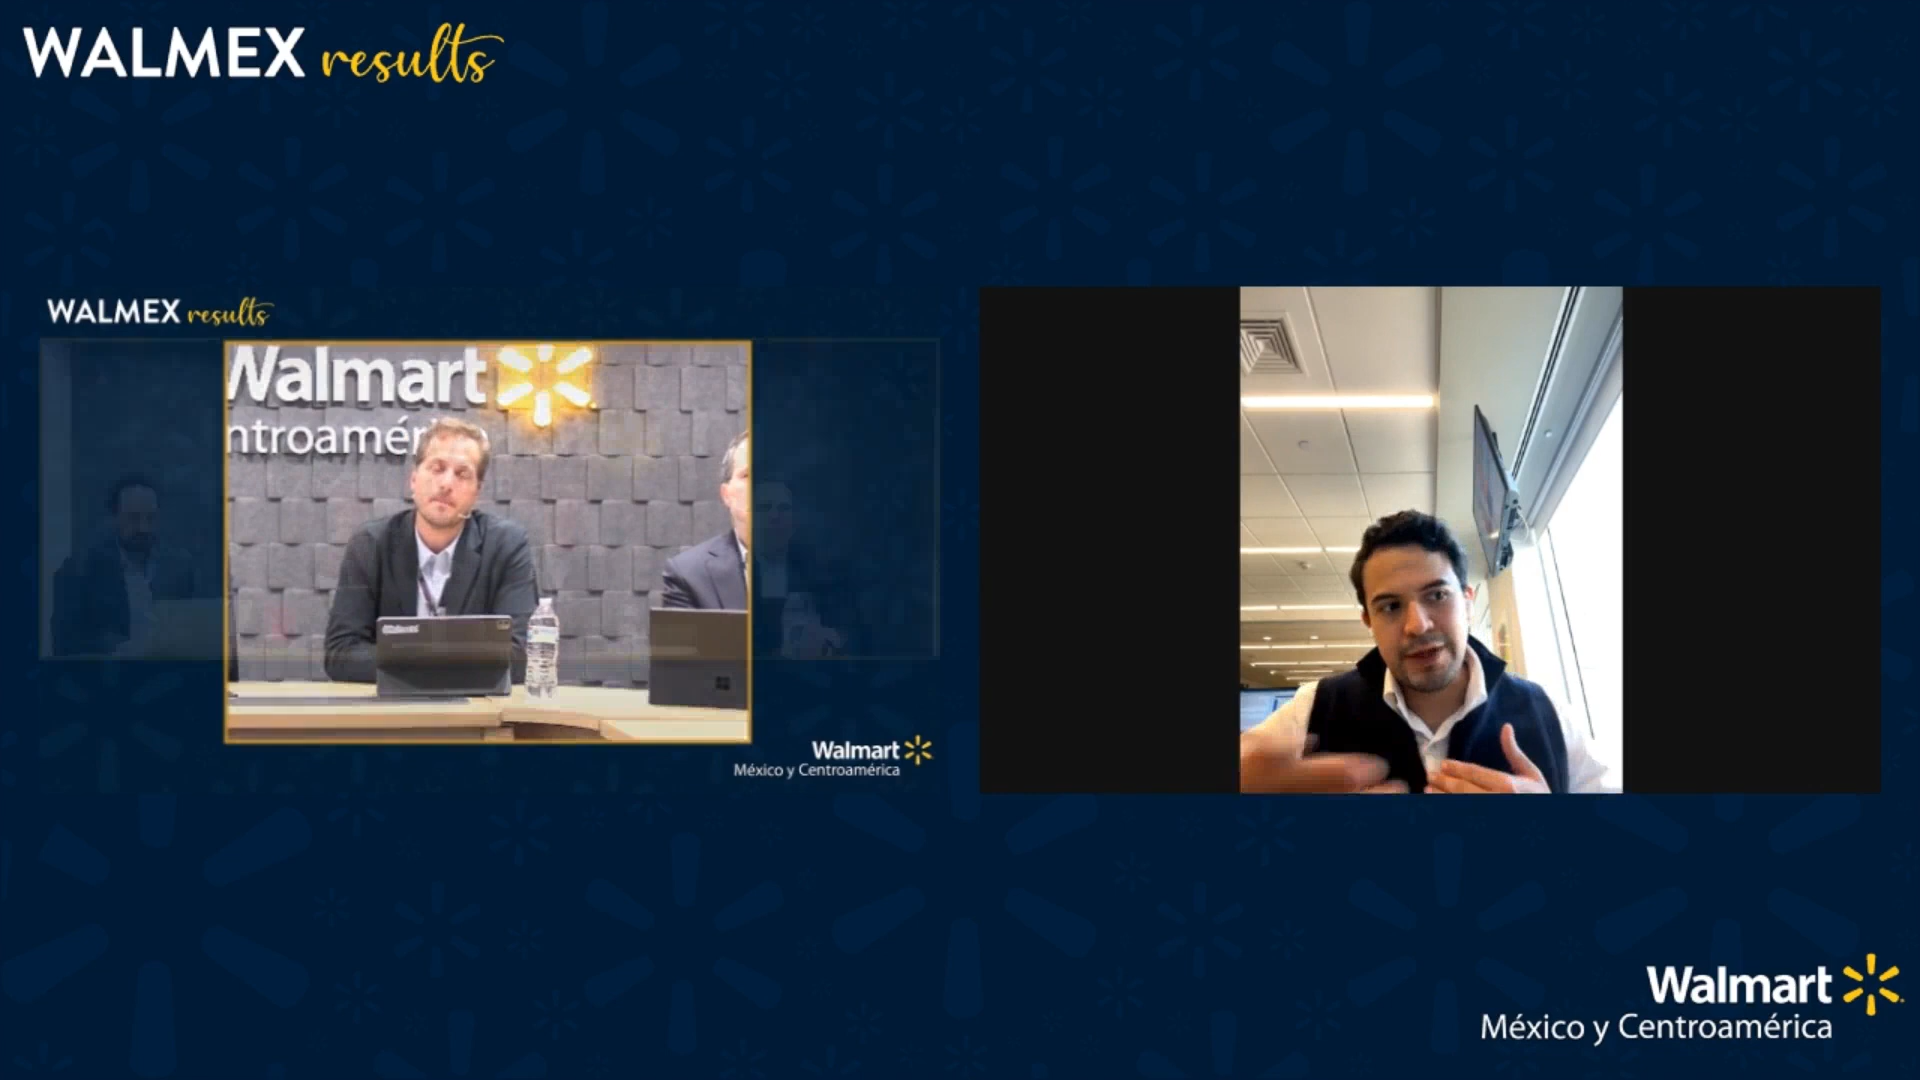 WALMEX results
WALMEX results
Walmart
ntroamér
Walmart
México y Centroamérica
Walmart
México y Centroamérica